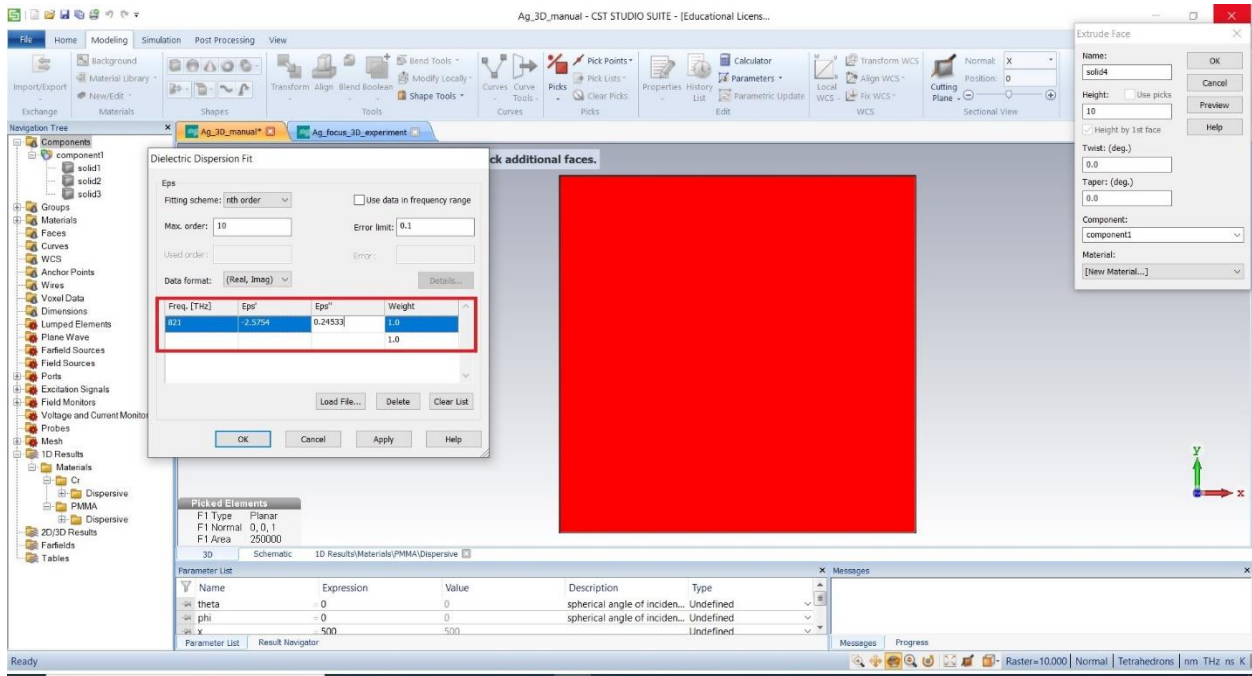 Ag_3D_manual - CST STUDIO SUITE - [Educational Licens...
File Home Modeling Simulation Post Processing View
Import/Export
Background
Material Library
New/Edit
Exchange
Materials
Shapes
Transform Align Blend Boolean
Bend Tools
Modify Locally
Shape Tools
Tools
Curves Curve Tools
Curves
Picks
Pick Points
Pick Lists
Clear Picks
Picks
Properties History List
Calculator
Parameters
Parametric Update
Edit
Local WCS
Transform WCS
Align WCS
Fix WCS
WCS
Cutting Plane
Normal: X
Position: 0
Sectional View
Extrude Face
Name:
solid4
OK
Cancel
Height: Use picks
10
Preview
Height by 1st face
Help
Twist: (deg.)
0.0
Taper: (deg.)
0.0
Component:
component1
Material:
[New Material...]
Navigation Tree
Components
component1
solid1
solid2
solid3
Groups
Materials
Faces
Curves
WCS
Anchor Points
Wires
Voxel Data
Dimensions
Lumped Elements
Plane Wave
Farfield Sources
Field Sources
Ports
Excitation Signals
Field Monitors
Voltage and Current Monitor
Probes
Mesh
1D Results
Materials
Cr
Dispersive
PMMA
Dispersive
2D/3D Results
Farfields
Tables
Ag_3D_manual* Ag_focus_3D_experiment
ck additional faces.
Dielectric Dispersion Fit
Eps
Fitting scheme: nth order Use data in frequency range
Max. order: 10 Error limit: 0.1
Used order: Error:
Data format: (Real, Imag) Details...
Freq. [THz] Eps' Eps" Weight
821 -2.5754 0.24533 1.0
1.0
Load File... Delete Clear List
OK Cancel Apply Help
Picked Elements
F1 Type Planar
F1 Normal 0, 0, 1
F1 Area 250000
y
x
3D Schematic 1D Results\Materials\PMMA\Dispersive
Parameter List
Name Expression Value Description Type
theta = 0 0 spherical angle of inciden... Undefined
phi = 0 0 spherical angle of inciden... Undefined
x = 500 500 Undefined
Parameter List Result Navigator
Messages
Messages Progress
Ready
Raster=10.000 Normal Tetrahedrons nm THz ns K